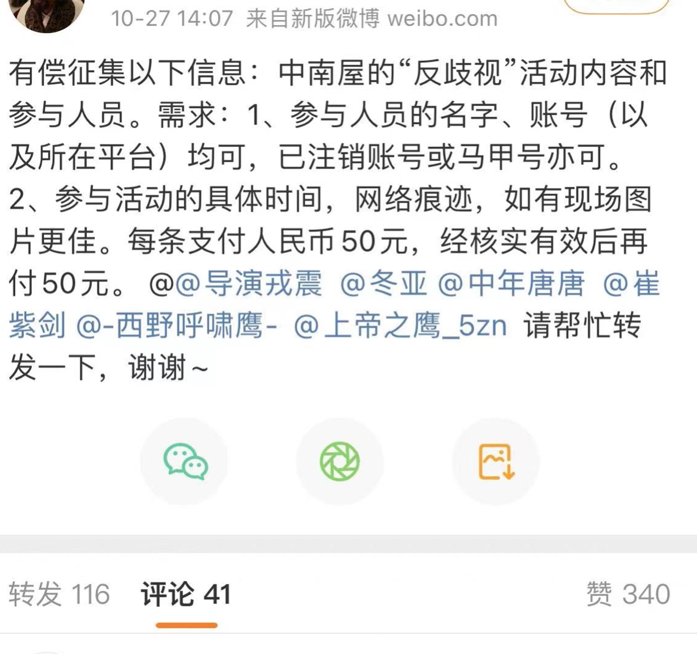 10-27 14:07 来自新版微博 weibo.com
有偿征集以下信息：中南屋的“反歧视”活动内容和
参与人员。需求：1、参与人员的名字、账号（以
及所在平台）均可，已注销账号或马甲号亦可。
2、参与活动的具体时间，网络痕迹，如有现场图
片更佳。每条支付人民币50元，经核实有效后再
付50元。 @@导演戎震 @冬亚 @中年唐唐 @崔
紫剑 @-西野呼啸鹰- @上帝之鹰_5zn 请帮忙转
发一下，谢谢~
转发 116 评论 41 赞 340